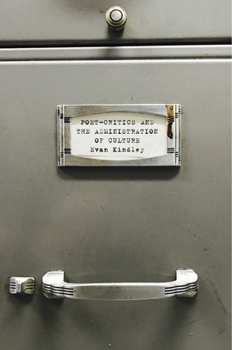 POET-CRITICS AND
THE ADMINISTRATION
OF CULTURE
Evan Kindley